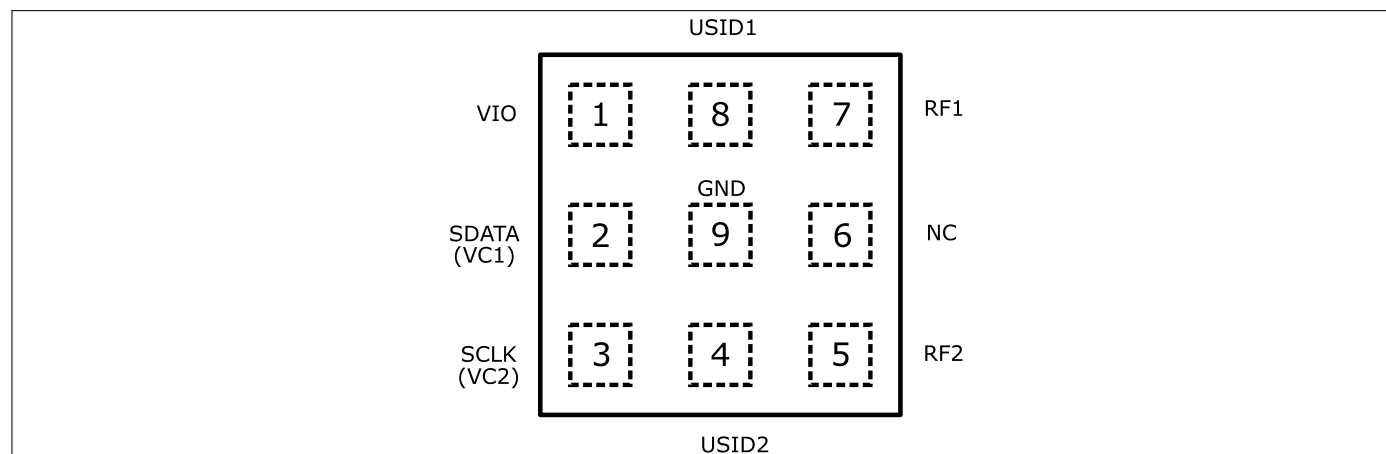 USID1
VIO
1
8
7
RF1
GND
SDATA
(VC1)
2
9
6
NC
SCLK
(VC2)
3
4
5
RF2
USID2